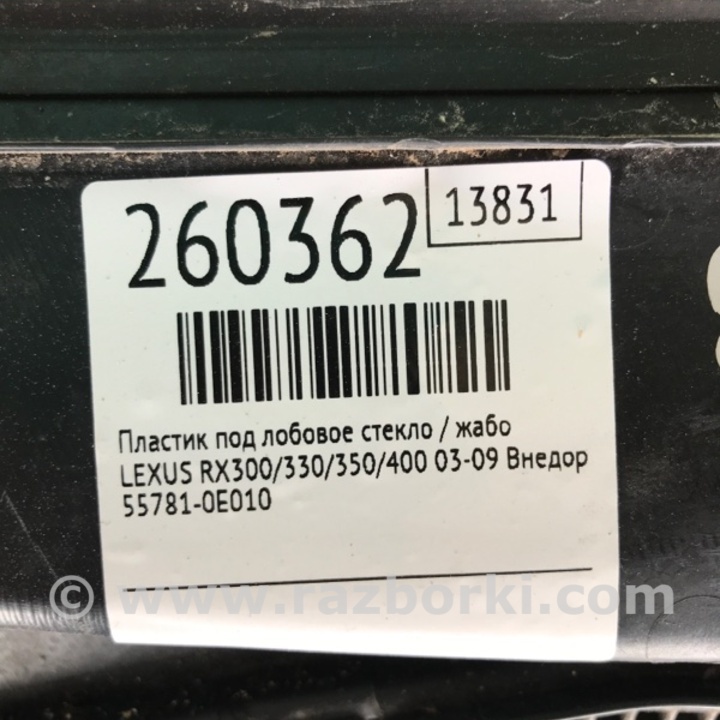 260362
13831
Пластик под лобовое стекло / жабо
LEXUS RX300/330/350/400 03-09 Внедор
55781-0E010
© www.razborki.com